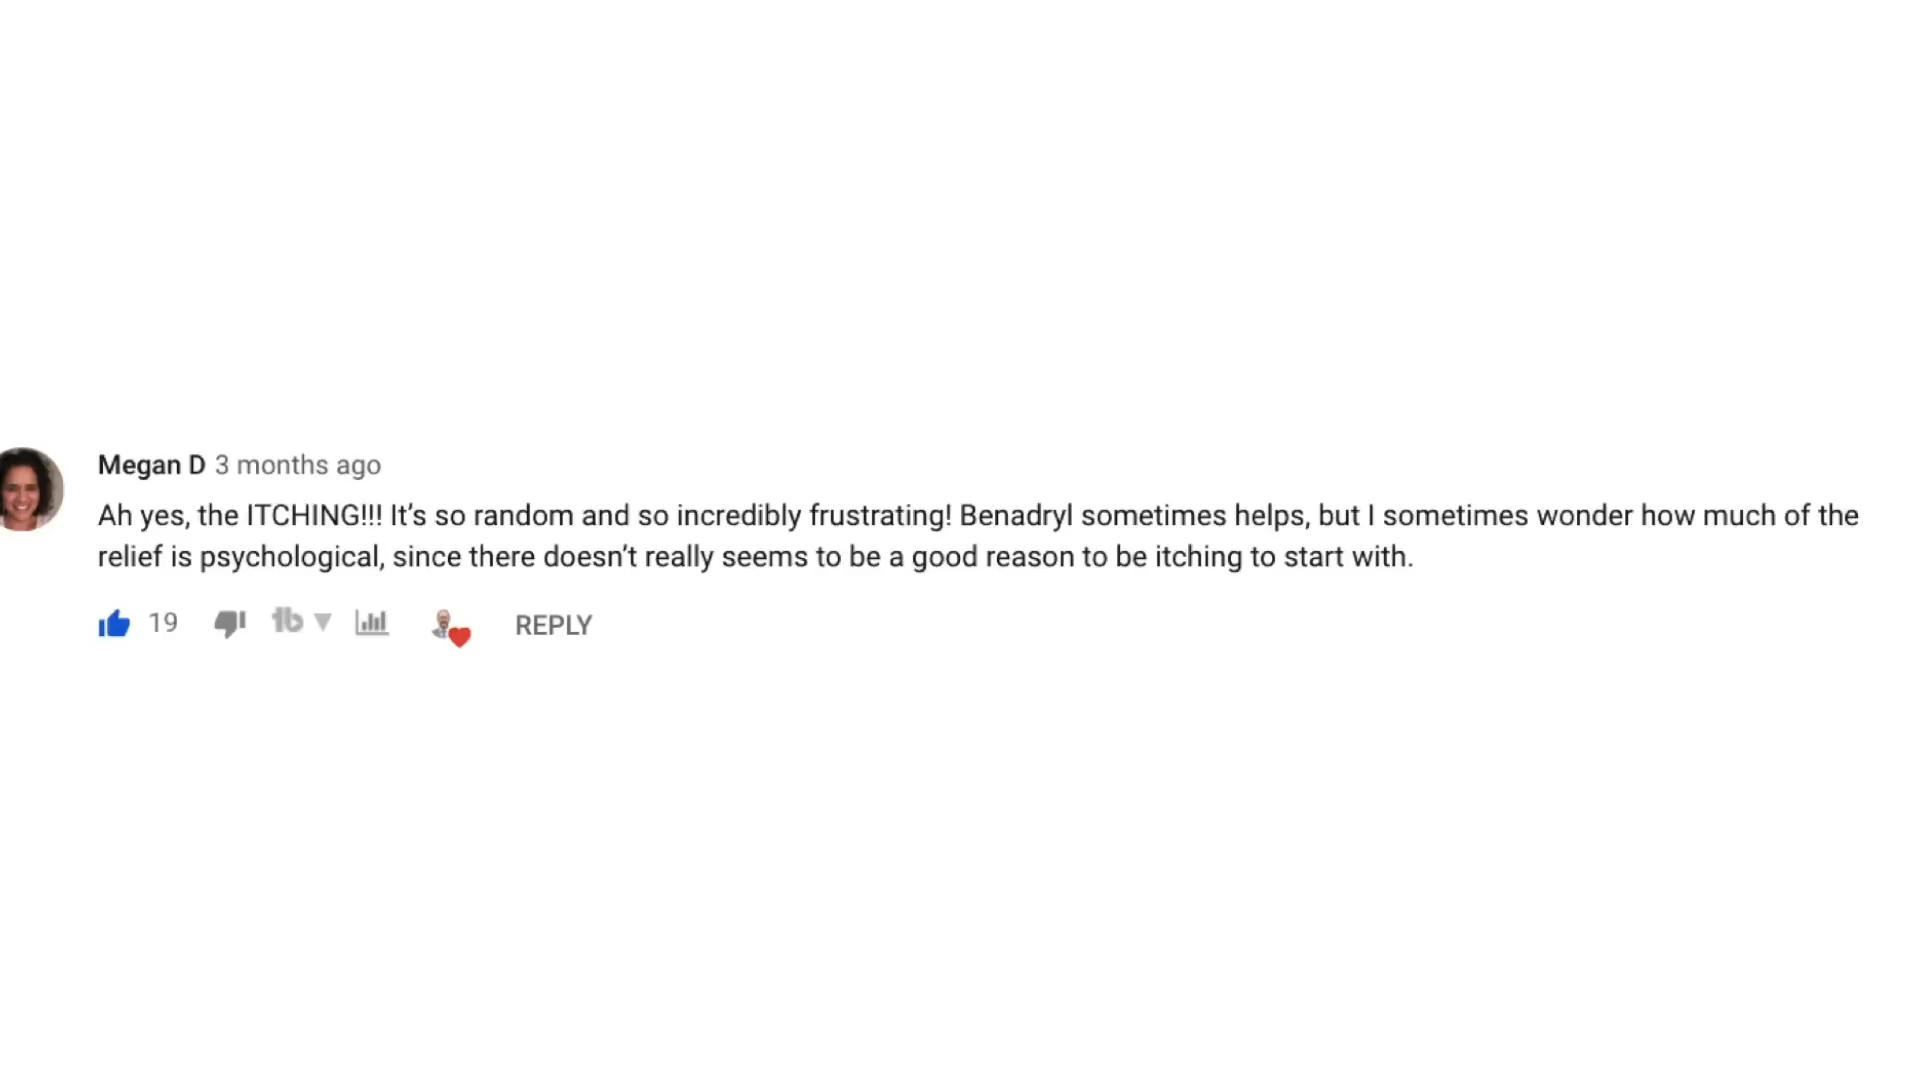 Megan D 3 months ago
Ah yes, the ITCHING!!! It’s so random and so incredibly frustrating! Benadryl sometimes helps, but I sometimes wonder how much of the
relief is psychological, since there doesn’t really seems to be a good reason to be itching to start with.
19 REPLY